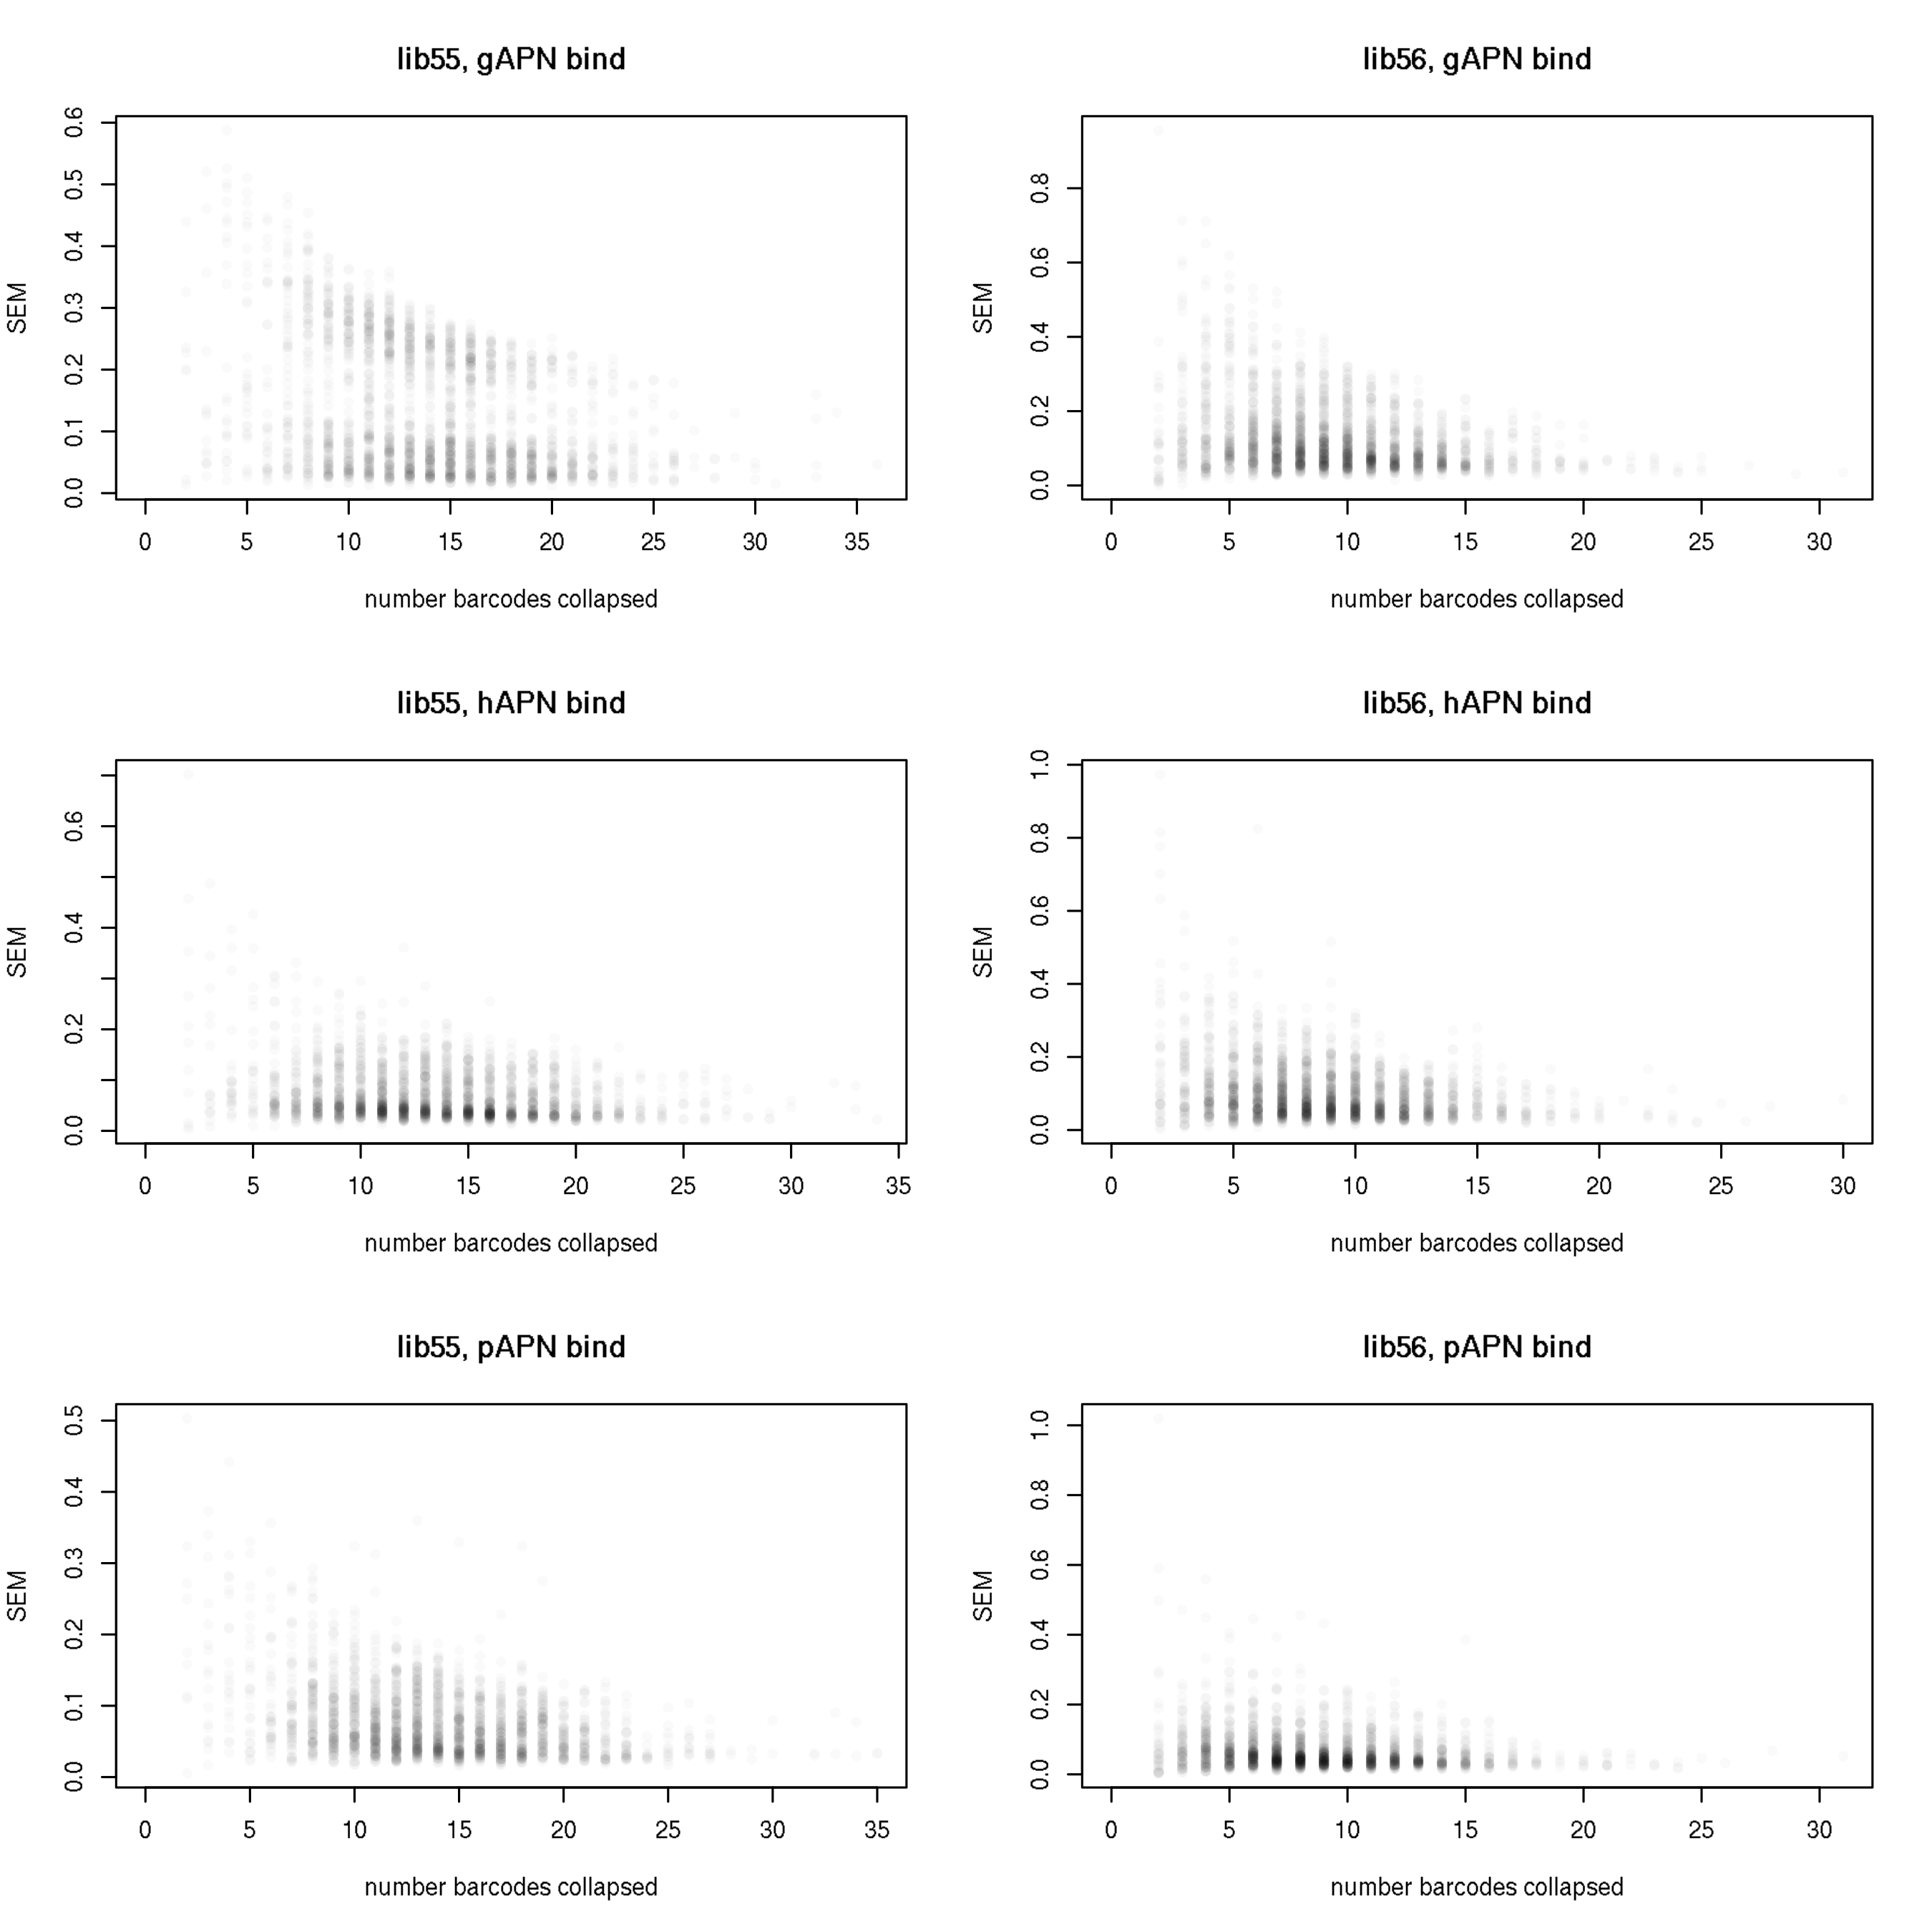 lib55, gAPN bind
SEM
0.0 0.1 0.2 0.3 0.4 0.5 0.6
0 5 10 15 20 25 30 35
number barcodes collapsed
lib56, gAPN bind
SEM
0.0 0.2 0.4 0.6 0.8
0 5 10 15 20 25 30
number barcodes collapsed
lib55, hAPN bind
SEM
0.0 0.2 0.4 0.6
0 5 10 15 20 25 30 35
number barcodes collapsed
lib56, hAPN bind
SEM
0.0 0.2 0.4 0.6 0.8 1.0
0 5 10 15 20 25 30
number barcodes collapsed
lib55, pAPN bind
SEM
0.0 0.1 0.2 0.3 0.4 0.5
0 5 10 15 20 25 30 35
number barcodes collapsed
lib56, pAPN bind
SEM
0.0 0.2 0.4 0.6 0.8 1.0
0 5 10 15 20 25 30
number barcodes collapsed